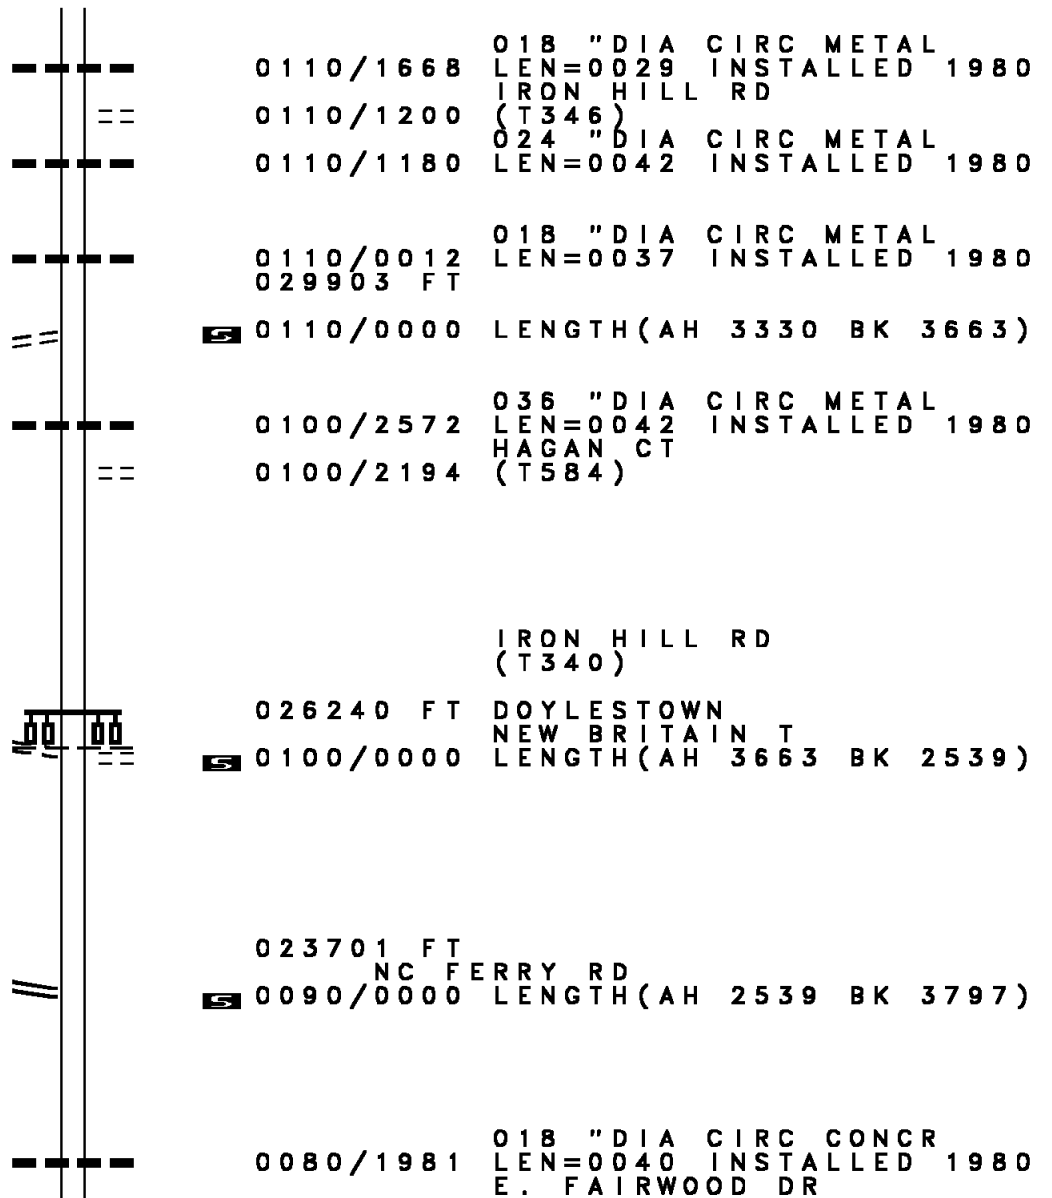 018 "DIA CIRC METAL
0110/1668 LEN=0029 INSTALLED 1980
IRON HILL RD
0110/1200 (T346)
024 "DIA CIRC METAL
0110/1180 LEN=0042 INSTALLED 1980
018 "DIA CIRC METAL
0110/0012 LEN=0037 INSTALLED 1980
029903 FT
S 0110/0000 LENGTH(AH 3330 BK 3663)
036 "DIA CIRC METAL
0100/2572 LEN=0042 INSTALLED 1980
HAGAN CT
0100/2194 (T584)
IRON HILL RD
(T340)
026240 FT DOYLESTOWN
NEW BRITAIN T
S 0100/0000 LENGTH(AH 3663 BK 2539)
023701 FT
NC FERRY RD
S 0090/0000 LENGTH(AH 2539 BK 3797)
018 "DIA CIRC CONCR
0080/1981 LEN=0040 INSTALLED 1980
E. FAIRWOOD DR